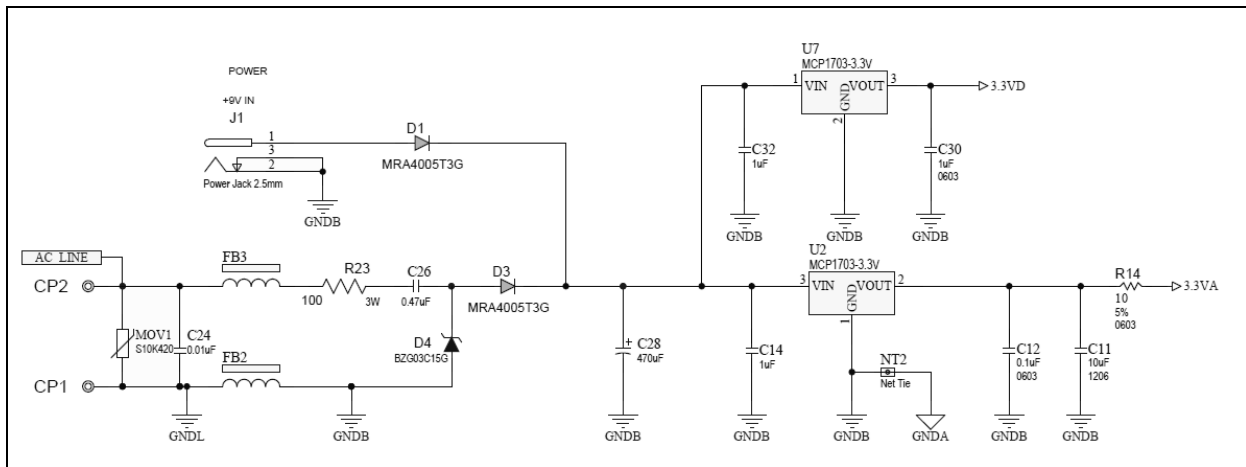 POWER
+9V IN
J1
1
3
2
Power Jack 2.5mm
GNDB
D1
MRA4005T3G
U7
MCP1703-3.3V
1
VIN
GND
VOUT
3
2
3.3VD
C32
1uF
C30
1uF
0603
GNDB
GNDB
GNDB
AC LINE
CP2
FB3
R23
100
3W
C26
0.47uF
D3
MRA4005T3G
MOV1
S10K420
C24
0.01uF
FB2
D4
BZG03C15G
CP1
GNDL
GNDB
C28
470uF
GNDB
C14
1uF
GNDB
U2
MCP1703-3.3V
3
VIN
GND
VOUT
2
1
NT2
Net Tie
GNDB
GNDA
C12
0.1uF
0603
GNDB
C11
10uF
1206
GNDB
R14
10
5%
0603
3.3VA